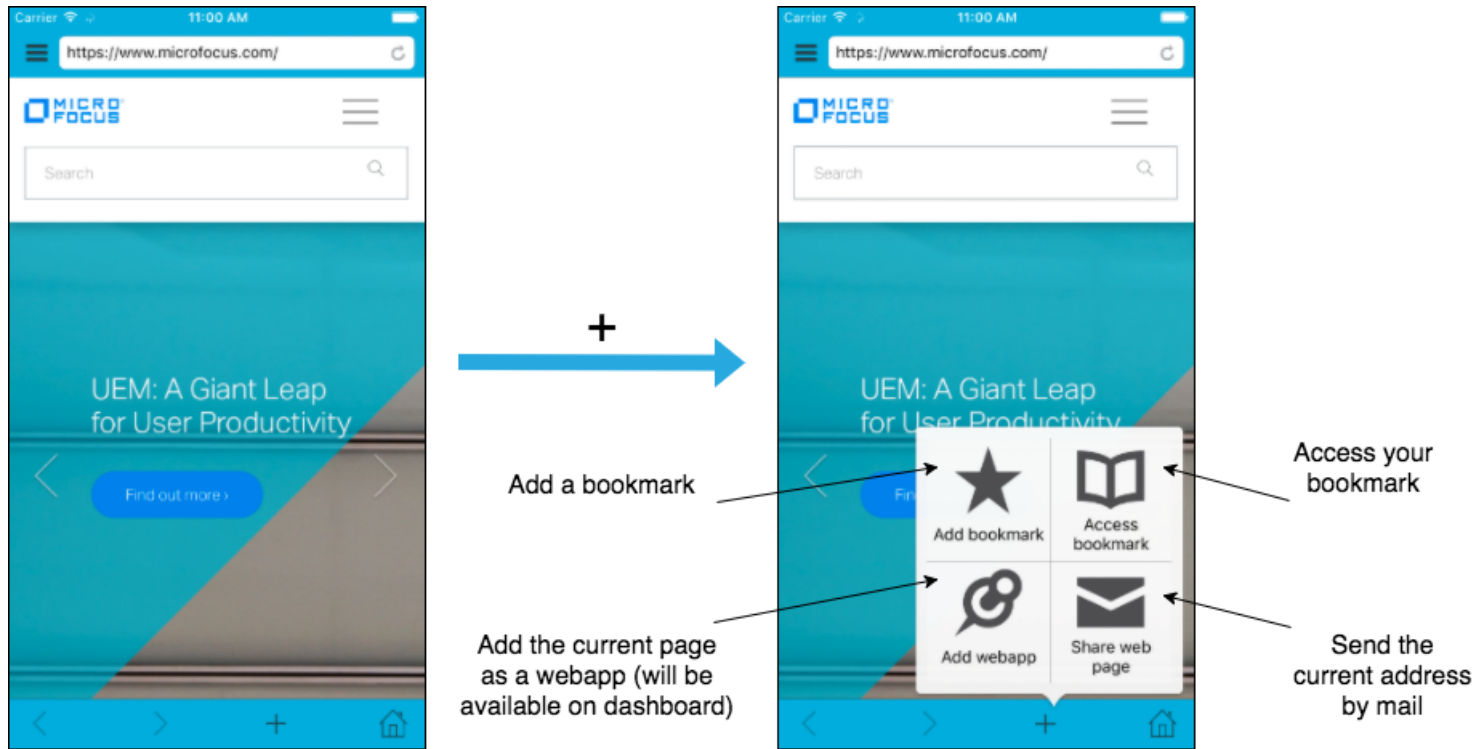 Carrier
11:00 AM
https://www.microfocus.com/
MICRO
FOCUS
Search
UEM: A Giant Leap
for User Productivity
Find out more ›
+
Add a bookmark
Add the current page
as a webapp (will be
available on dashboard)
Carrier
11:00 AM
https://www.microfocus.com/
MICRO
FOCUS
Search
UEM: A Giant Leap
for User Productivity
Fin
Add bookmark
Access
bookmark
Add webapp
Share web
page
Access your
bookmark
Send the
current address
by mail